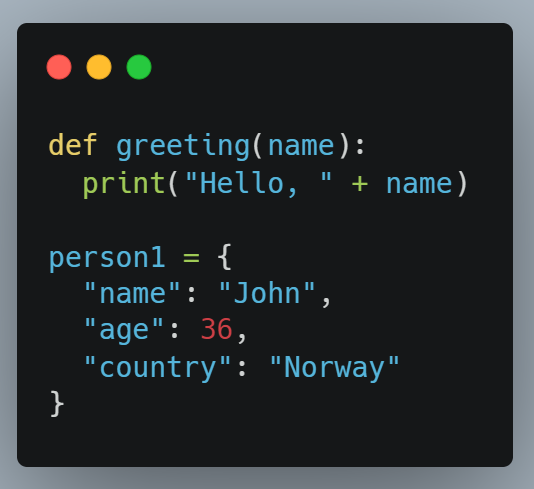 def greeting(name):
  print("Hello, " + name)

person1 = {
  "name": "John",
  "age": 36,
  "country": "Norway"
}